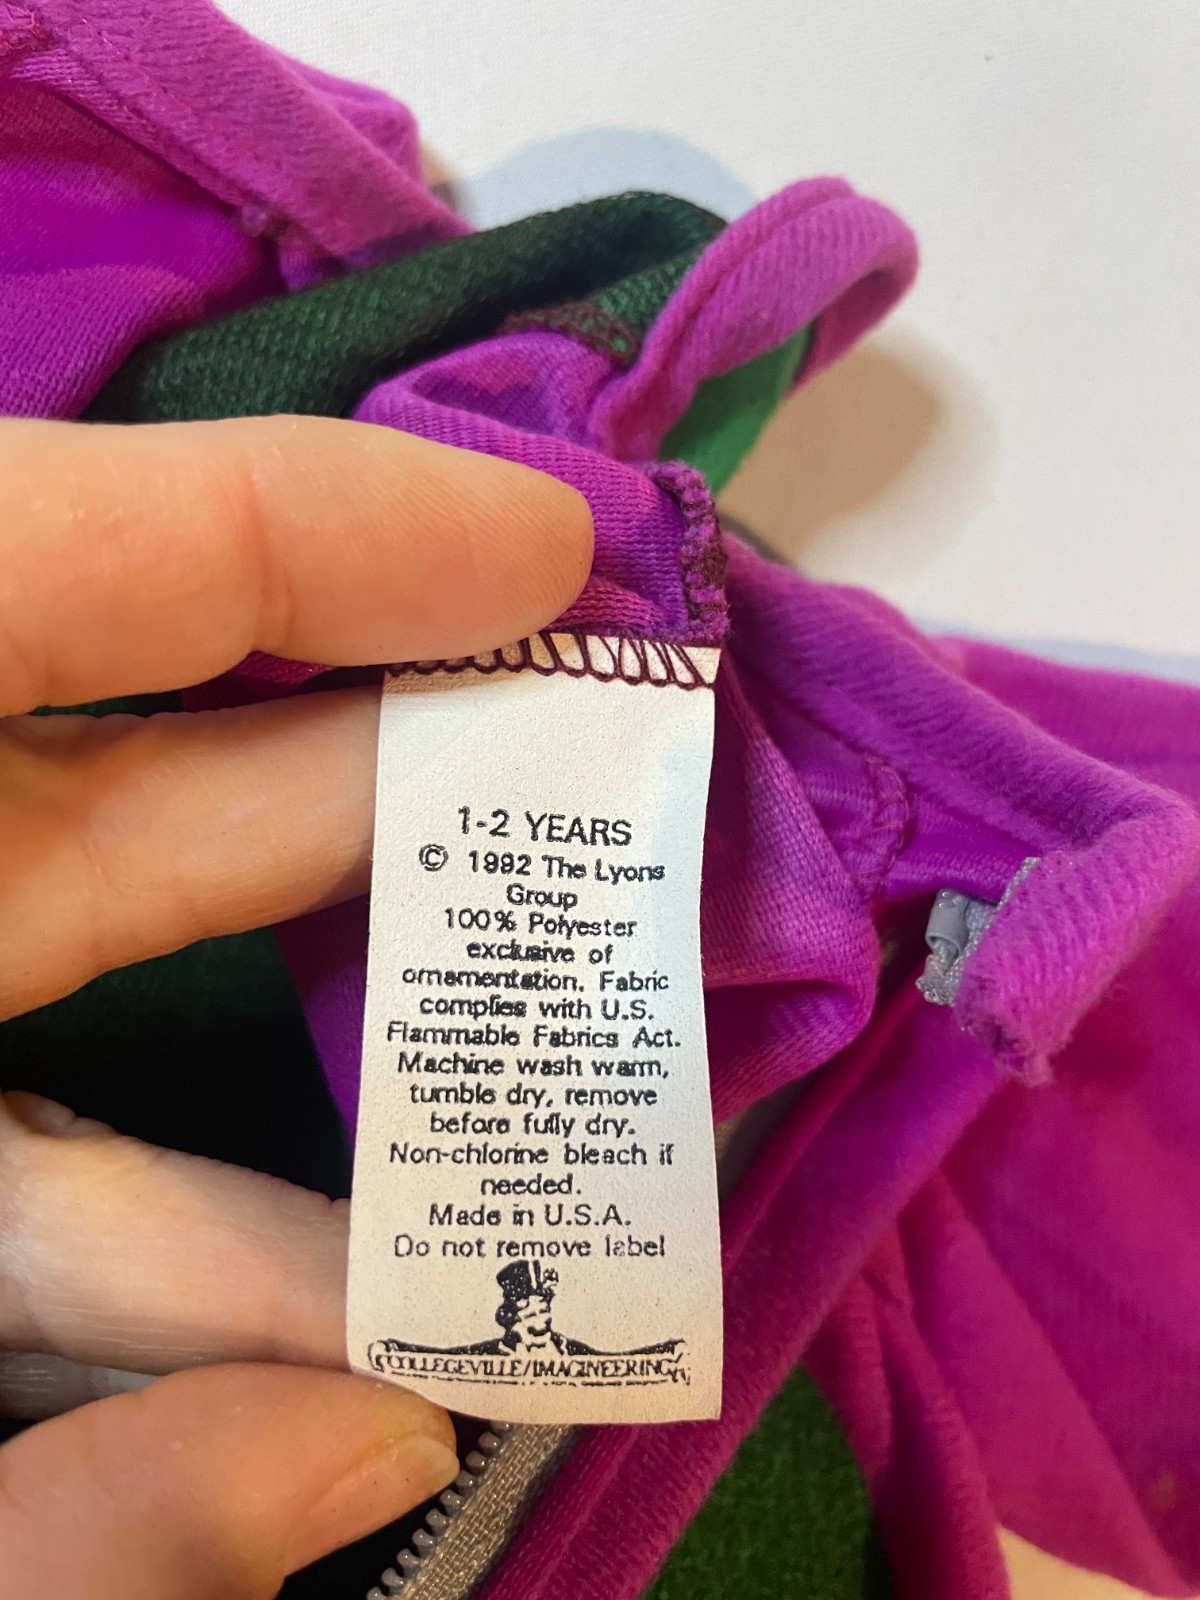 1-2 YEARS
© 1992 The Lyons
Group
100% Polyester
exclusive of
ornamentation. Fabric
complies with U.S.
Flammable Fabrics Act.
Machine wash warm,
tumble dry, remove
before fully dry.
Non-chlorine bleach if
needed.
Made in U.S.A.
Do not remove label
COLLEGEVILLE/IMAGINEERING